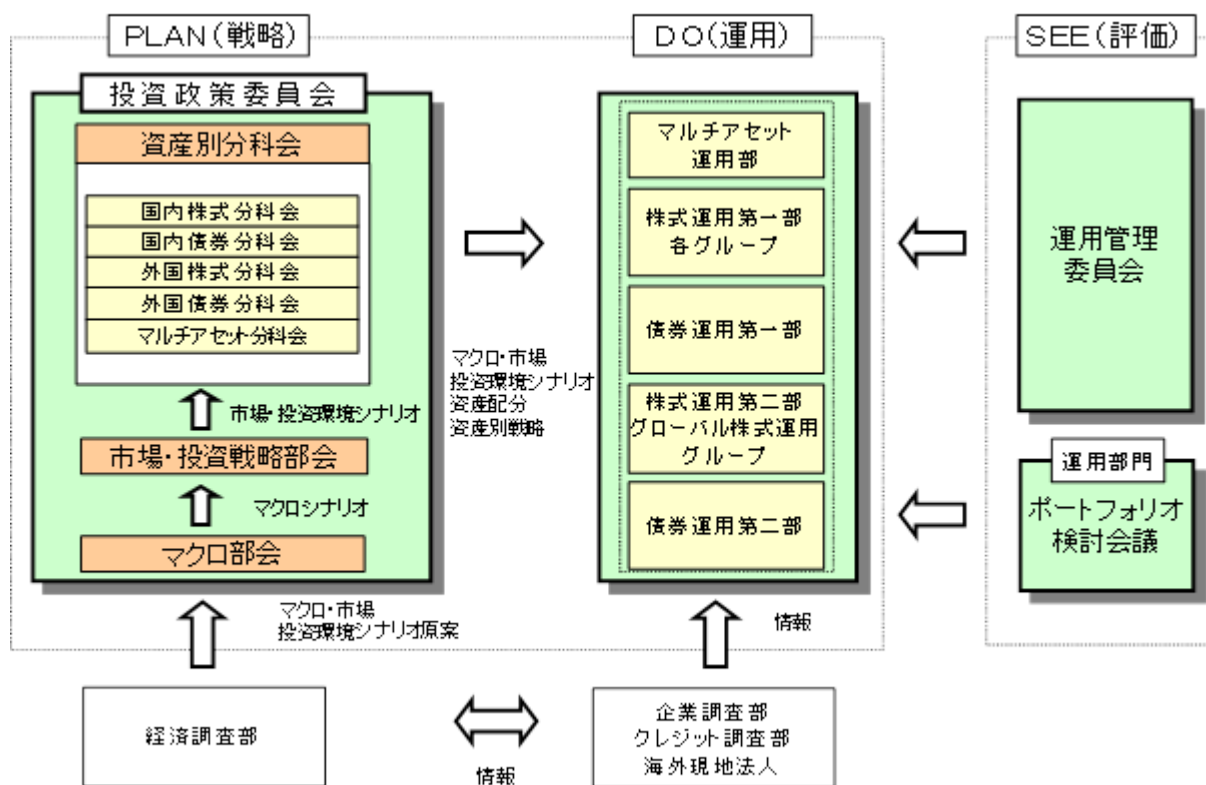 PLAN(戦略)
投資政策委員会
資産別分科会
国内株式分科会
国内債券分科会
外国株式分科会
外国債券分科会
マルチアセット分科会
市場・投資環境シナリオ
市場・投資戦略部会
マクロシナリオ
マクロ部会
マクロ・市場
投資環境シナリオ原案
経済調査部
マクロ・市場
投資環境シナリオ
資産配分
資産別戦略
DO(運用)
マルチアセット
運用部
株式運用第一部
各グループ
債券運用第一部
株式運用第二部
グローバル株式運用
グループ
債券運用第二部
情報
企業調査部
クレジット調査部
海外現地法人
情報
SEE(評価)
運用管理
委員会
運用部門
ポートフォリオ
検討会議